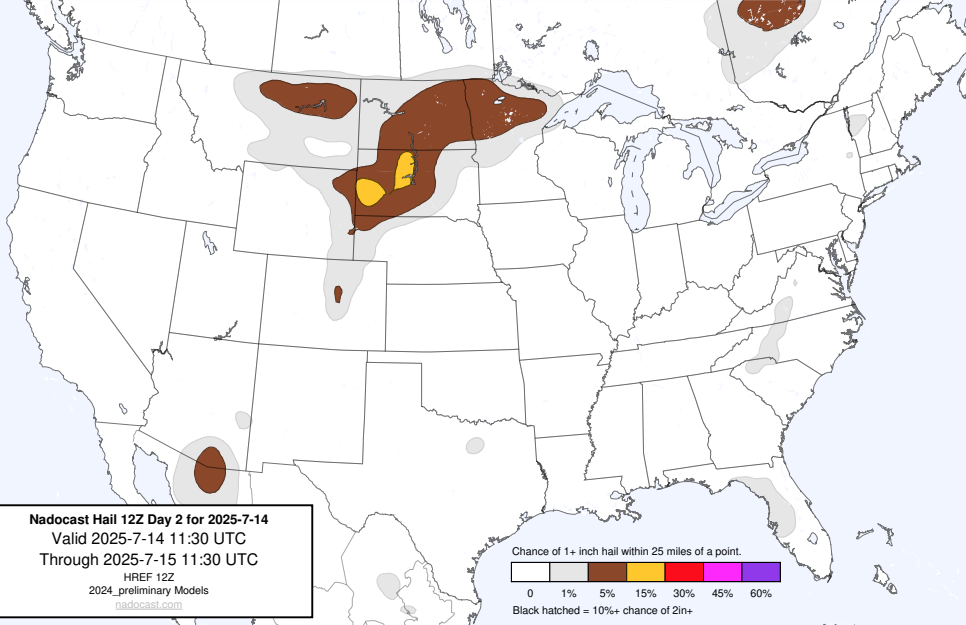 Nadocast Hail 12Z Day 2 for 2025-7-14
Valid 2025-7-14 11:30 UTC
Through 2025-7-15 11:30 UTC
HREF 12Z
2024_preliminary Models
nadocast.com
Chance of 1+ inch hail within 25 miles of a point.
0 1% 5% 15% 30% 45% 60%
Black hatched = 10%+ chance of 2in+